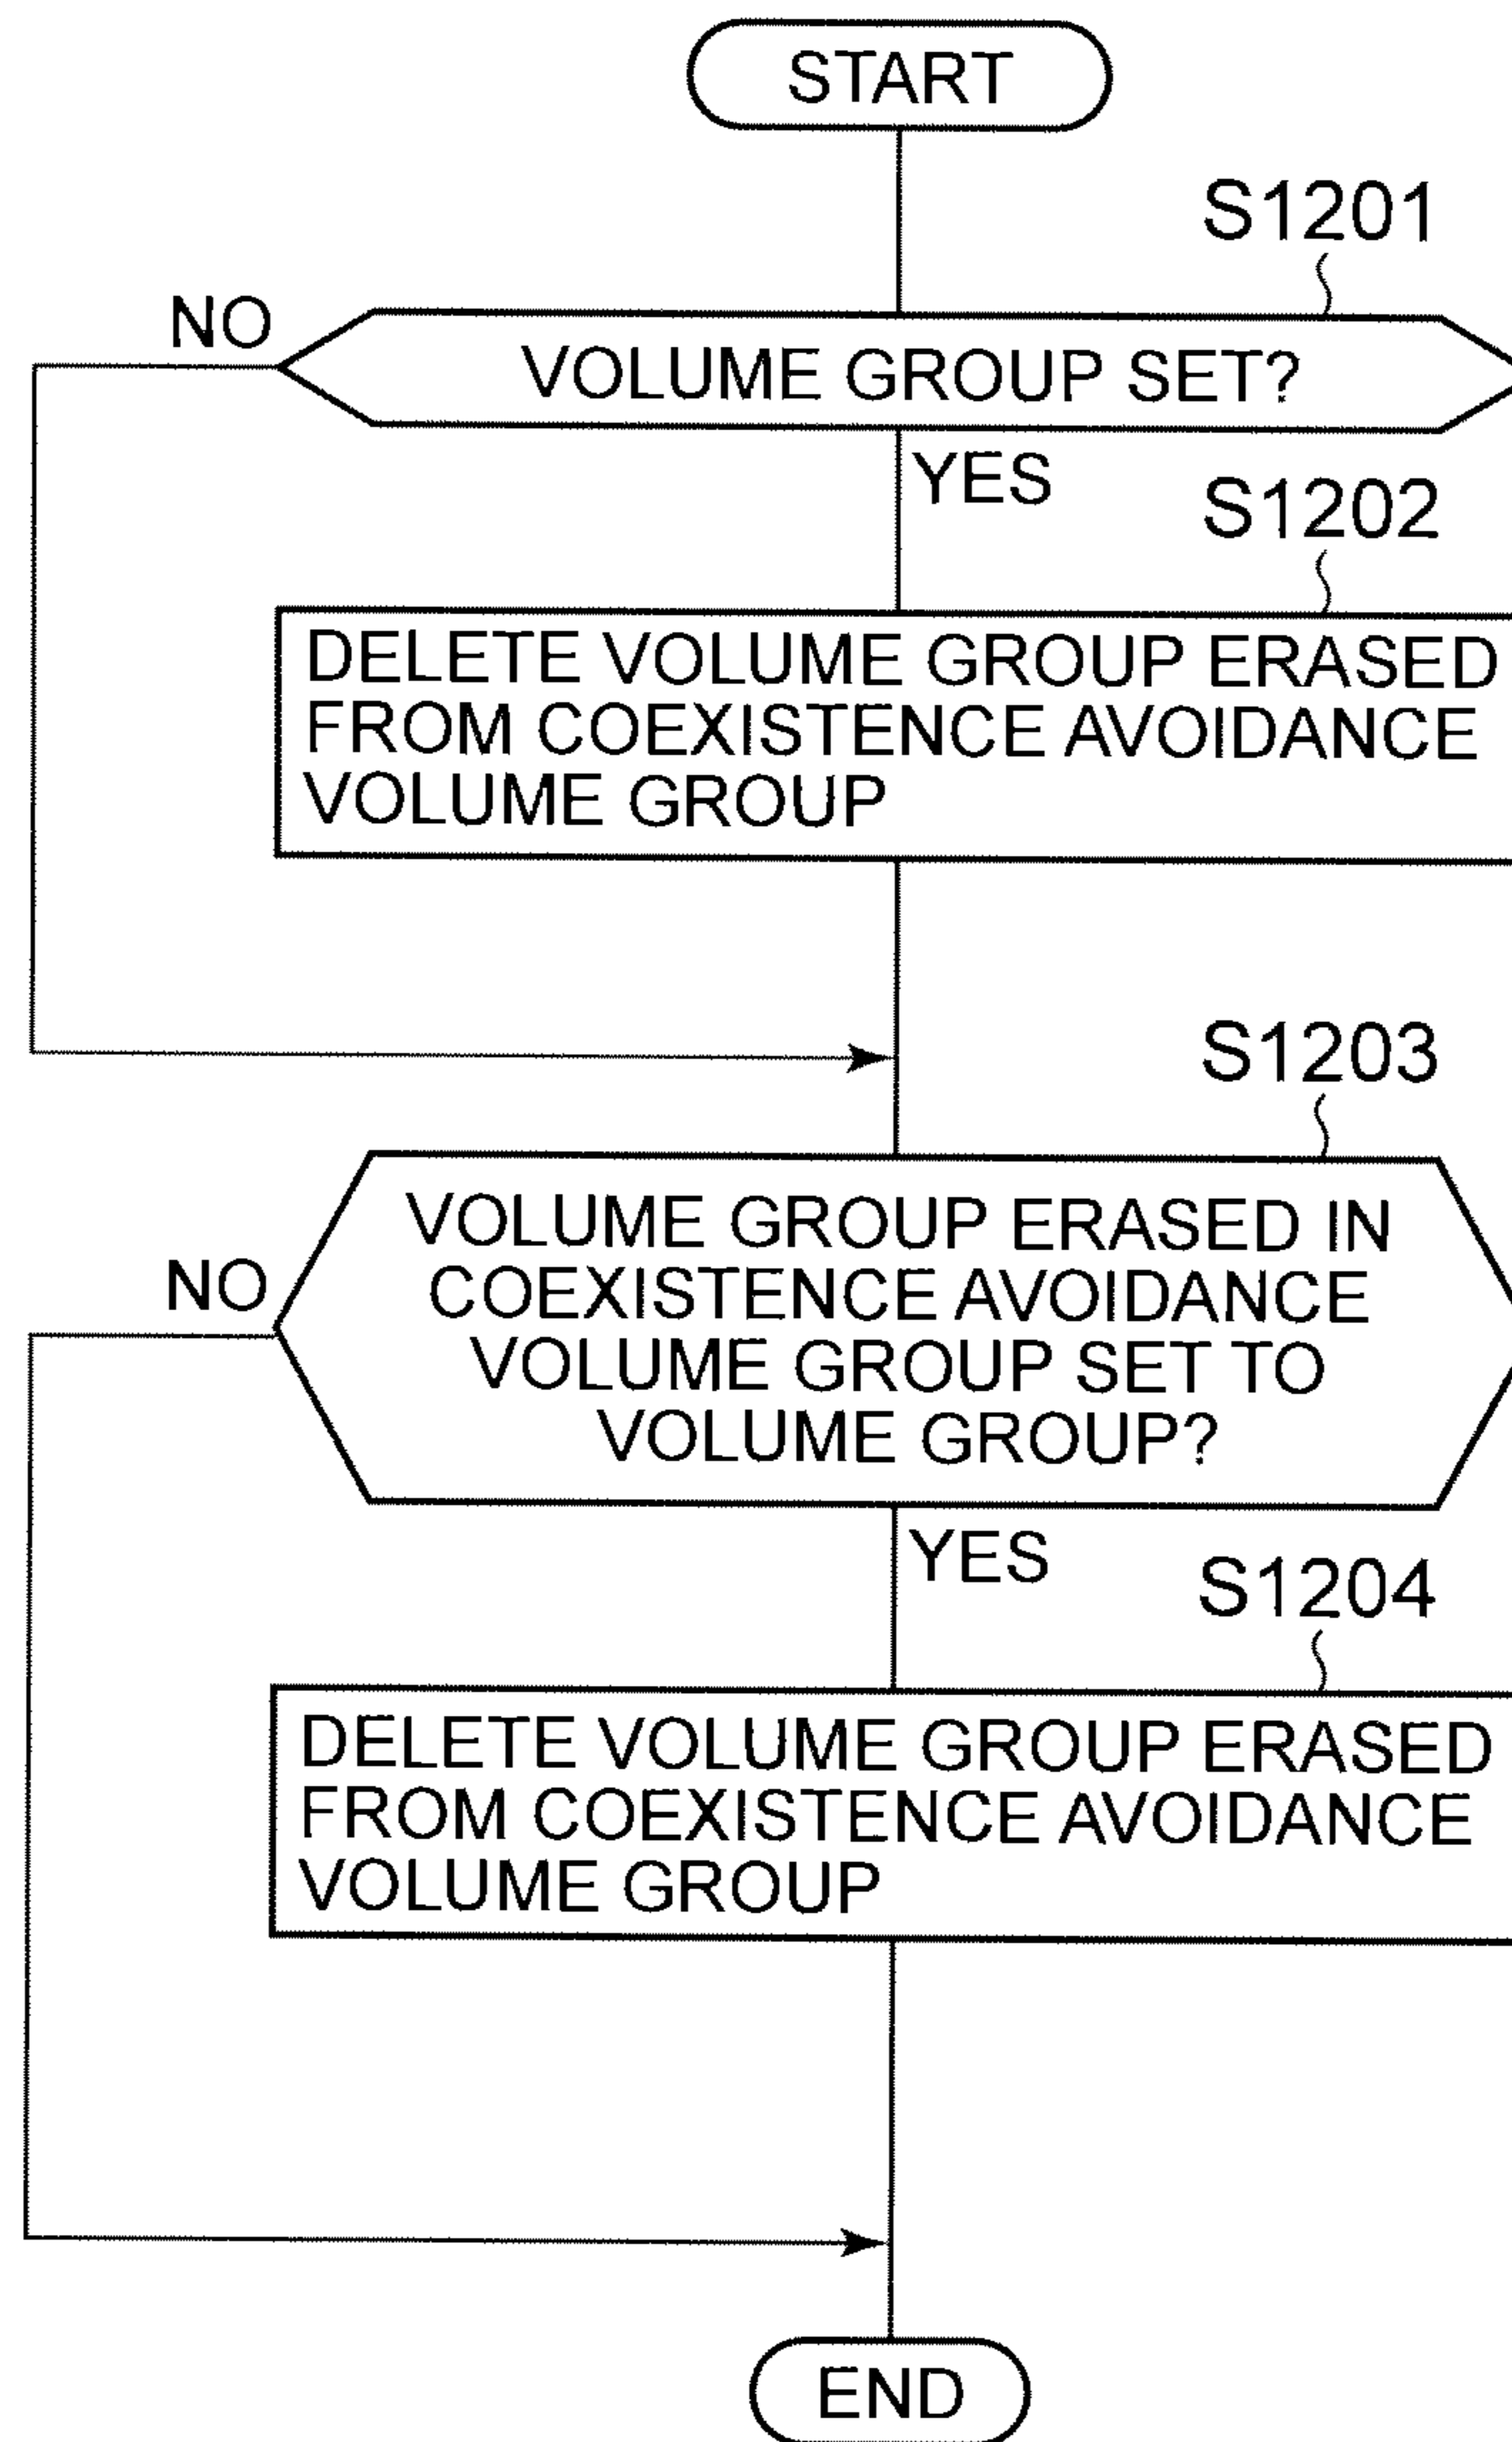 START
S1201
NO
VOLUME GROUP SET?
YES
S1202
DELETE VOLUME GROUP ERASED
FROM COEXISTENCE AVOIDANCE
VOLUME GROUP
S1203
VOLUME GROUP ERASED IN
COEXISTENCE AVOIDANCE
VOLUME GROUP SET TO
VOLUME GROUP?
NO
YES
S1204
DELETE VOLUME GROUP ERASED
FROM COEXISTENCE AVOIDANCE
VOLUME GROUP
END